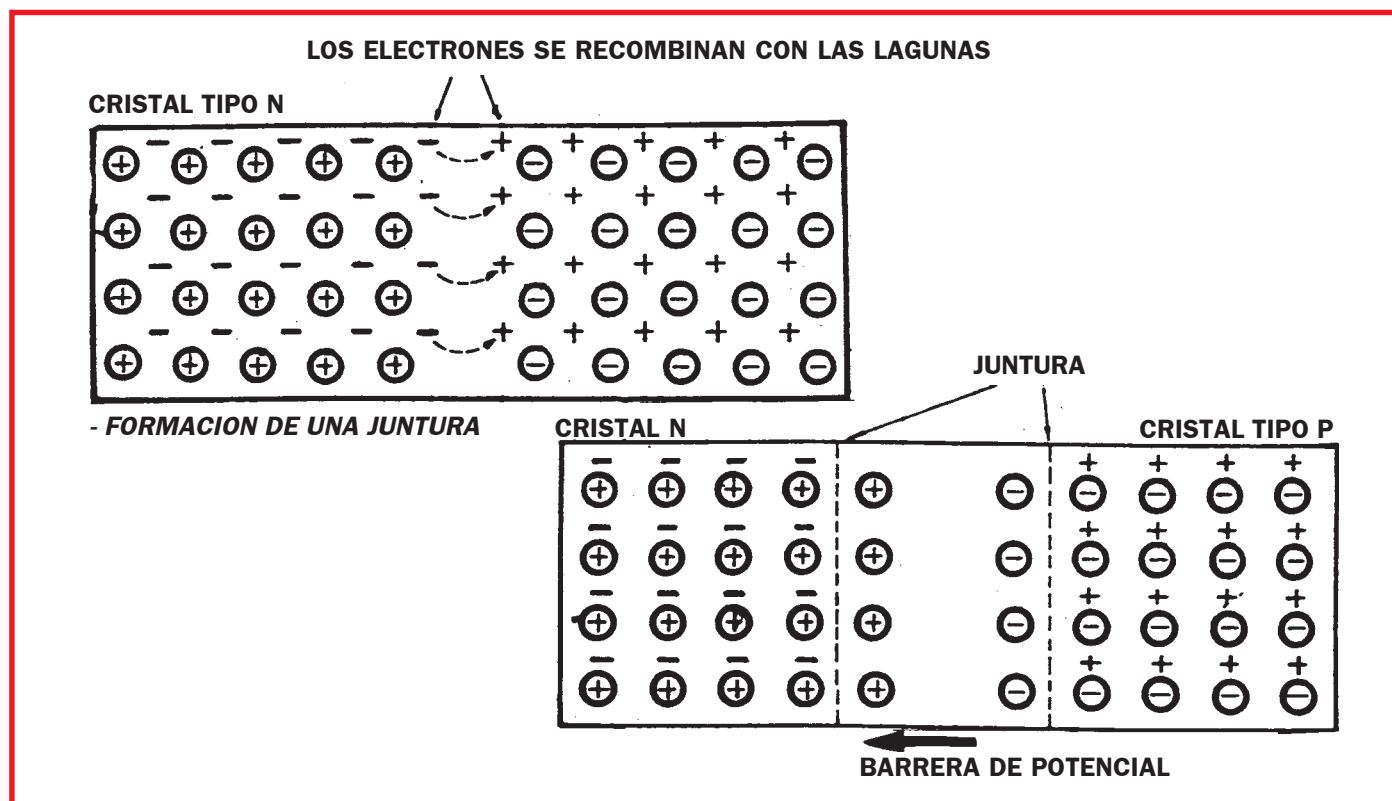 LOS ELECTRONES SE RECOMBINAN CON LAS LAGUNAS
CRISTAL TIPO N
- FORMACION DE UNA JUNTURA
JUNTURA
CRISTAL N
CRISTAL TIPO P
BARRERA DE POTENCIAL